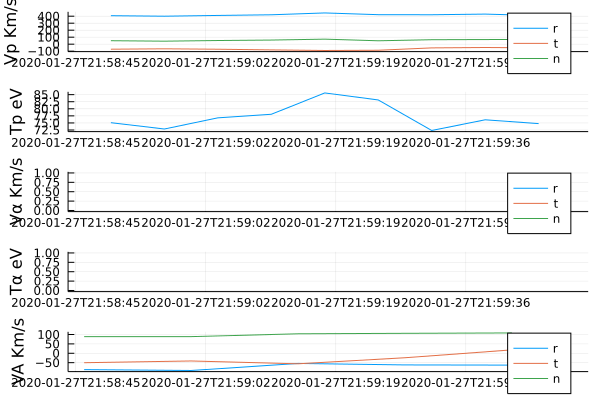 Vp Km/s
400
300
200
100
0
−100
2020-01-27T21:58:45 2020-01-27T21:59:02 2020-01-27T21:59:19 2020-01-27T21:59
r
t
n
Tp eV
85.0
82.5
80.0
77.5
75.0
72.5
2020-01-27T21:58:45 2020-01-27T21:59:02 2020-01-27T21:59:19 2020-01-27T21:59:36
Vα Km/s
1.00
0.75
0.50
0.25
0.00
2020-01-27T21:58:45 2020-01-27T21:59:02 2020-01-27T21:59:19 2020-01-27T21:59
r
t
n
Tα eV
1.00
0.75
0.50
0.25
0.00
2020-01-27T21:58:45 2020-01-27T21:59:02 2020-01-27T21:59:19 2020-01-27T21:59:36
VA Km/s
100
50
0
−50
2020-01-27T21:58:45 2020-01-27T21:59:02 2020-01-27T21:59:19 2020-01-27T21:59
r
t
n